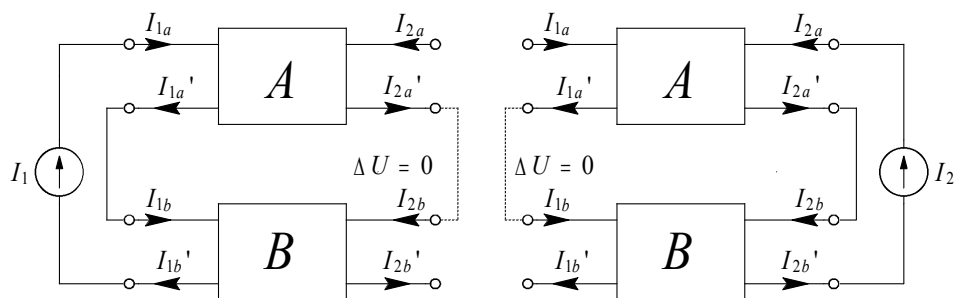 I1a I2a I1a I2a
A A
I1a' I2a' I1a' I2a'
I1 ΔU = 0 ΔU = 0 I2
I1b I2b I1b I2b
B B
I1b' I2b' I1b' I2b'